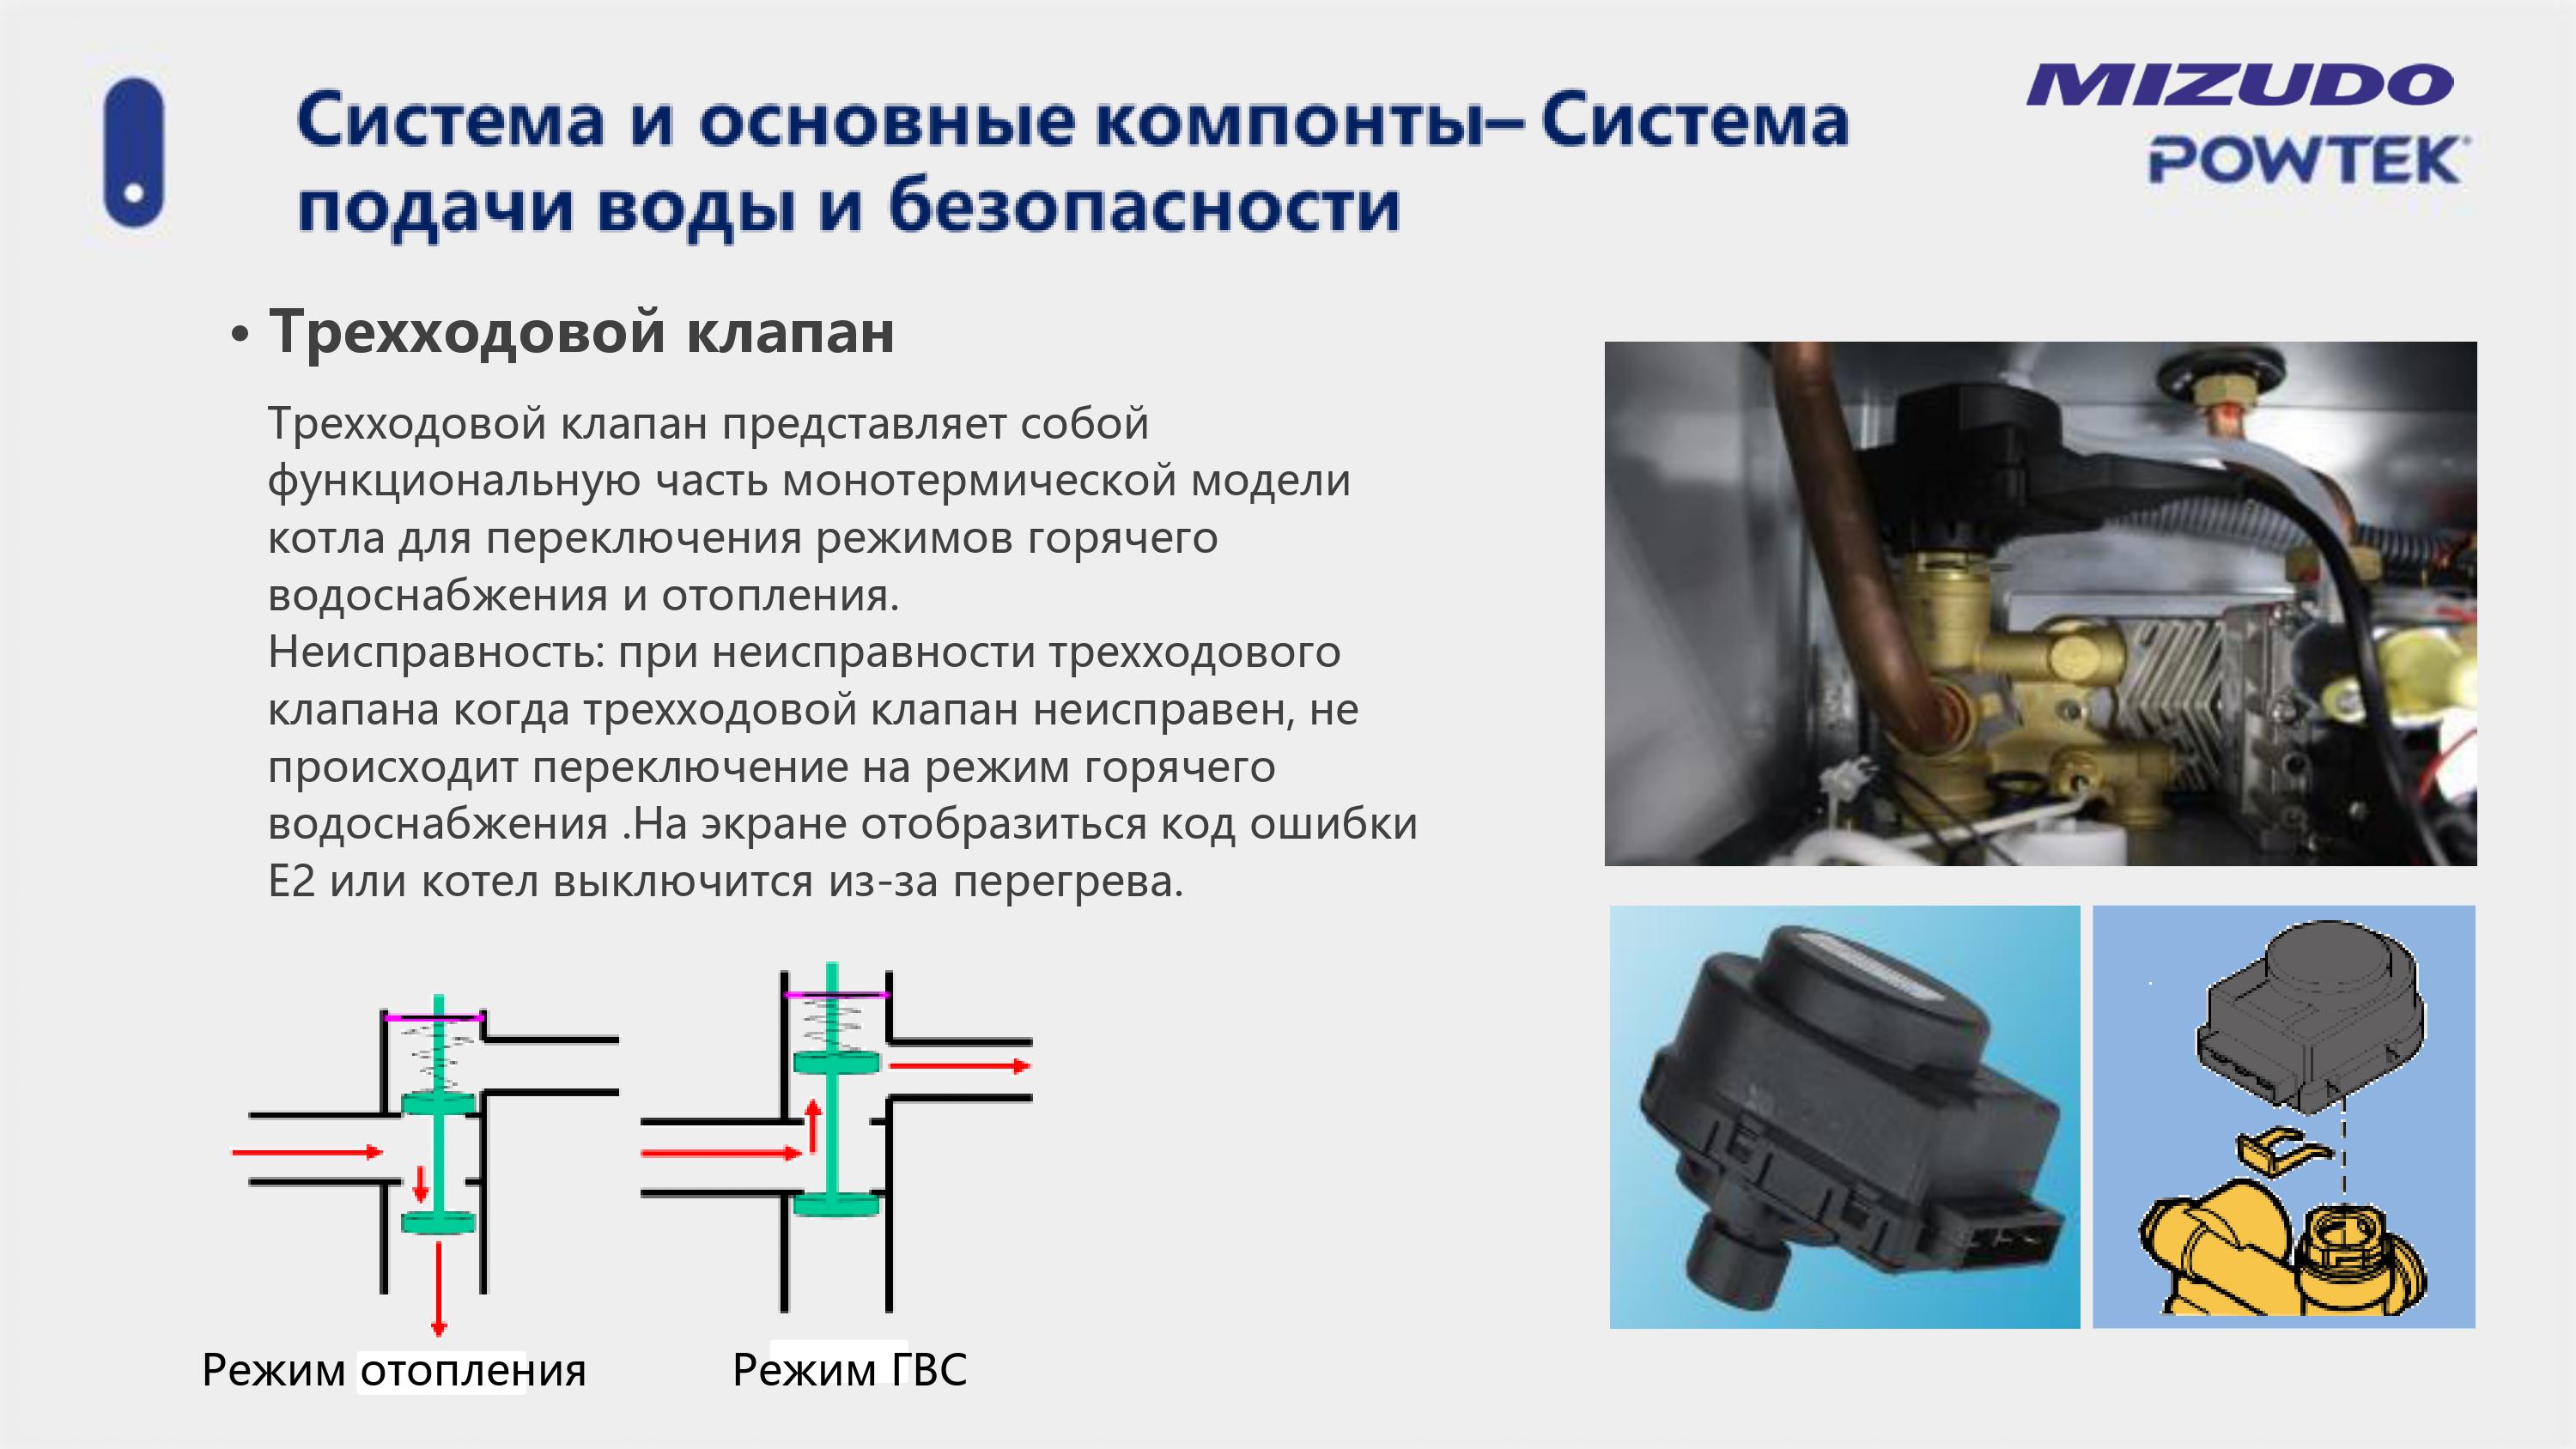 Система и основные компонты– Система
подачи воды и безопасности
MIZUDO
POWTEK
• Трехходовой клапан
Трехходовой клапан представляет собой
функциональную часть монотермической модели
котла для переключения режимов горячего
водоснабжения и отопления.
Неисправность: при неисправности трехходового
клапана когда трехходовой клапан неисправен, не
происходит переключение на режим горячего
водоснабжения .На экране отобразиться код ошибки
E2 или котел выключится из-за перегрева.
Режим отопления
Режим ГВС